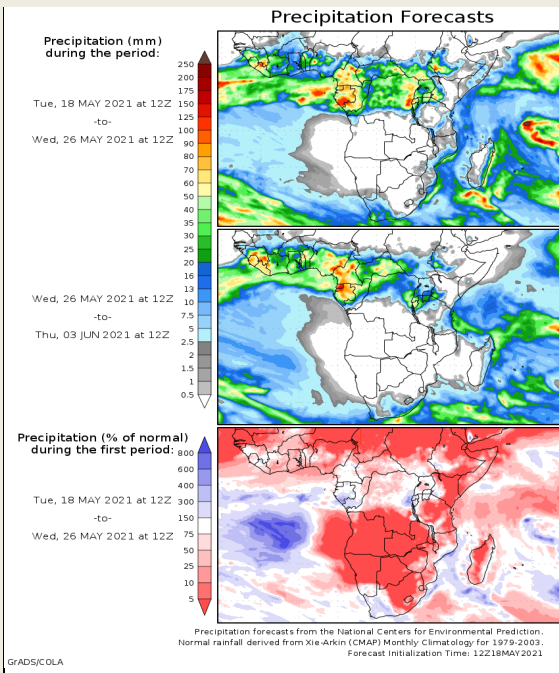 Precipitation Forecasts
Precipitation (mm)
during the period:
250
200
175
150
125
100
90
80
70
60
50
40
35
30
25
20
16
13
10
7.5
5
2.5
2
1.5
1
0.5
Tue, 18 MAY 2021 at 12Z
-to-
Wed, 26 MAY 2021 at 12Z
Wed, 26 MAY 2021 at 12Z
-to-
Thu, 03 JUN 2021 at 12Z
Precipitation (% of normal)
during the first period:
800
600
400
300
150
75
50
25
10
5
Tue, 18 MAY 2021 at 12Z
-to-
Wed, 26 MAY 2021 at 12Z
Precipitation forecasts from the National Centers for Environmental Prediction.
Normal rainfall derived from Xie-Arkin (CMAP) Monthly Climatology for 1979-2003.
Forecast Initialization Time: 12Z18MAY2021
GrADS/COLA